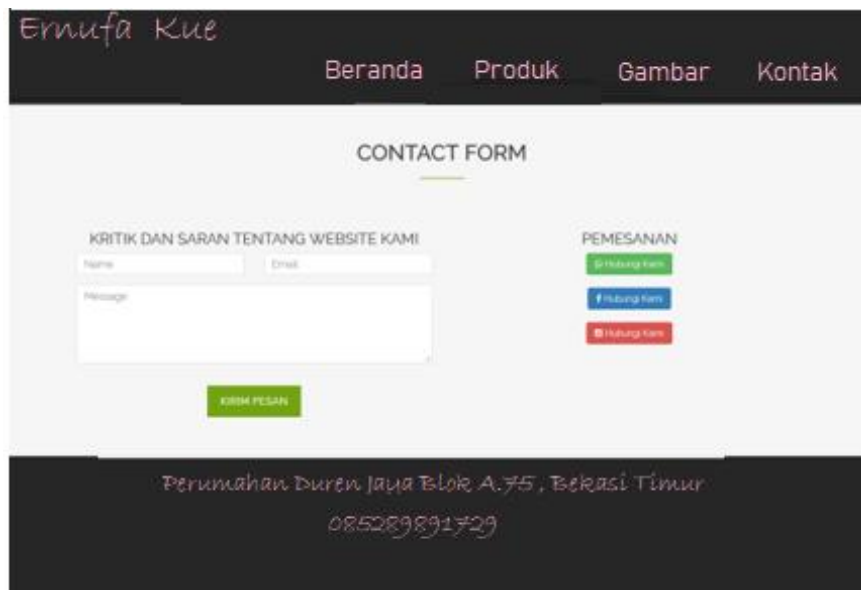 Ernufa Kue
Beranda Produk Gambar Kontak
CONTACT FORM
KRITIK DAN SARAN TENTANG WEBSITE KAMI
Name Email
Message
KIRIM PESAN
PEMESANAN
Hubungi Kami
Hubungi Kami
Hubungi Kami
Perumahan Duren Jaya Blok A.75, Bekasi Timur
085289891729